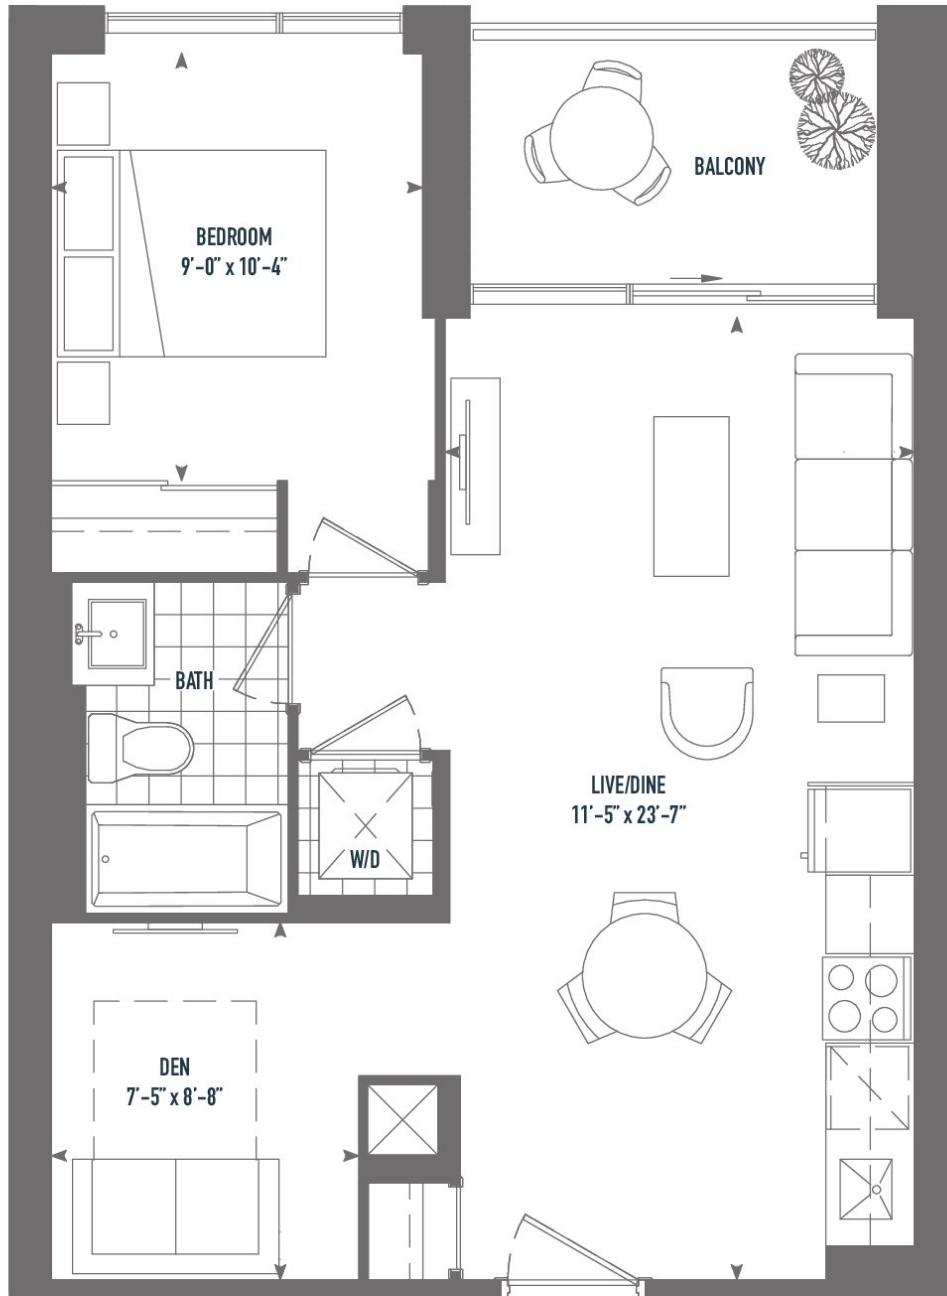 BALCONY
BEDROOM
9'-0" x 10'-4"
BATH
LIVE/DINE
11'-5" x 23'-7"
W/D
DEN
7'-5" x 8'-8"